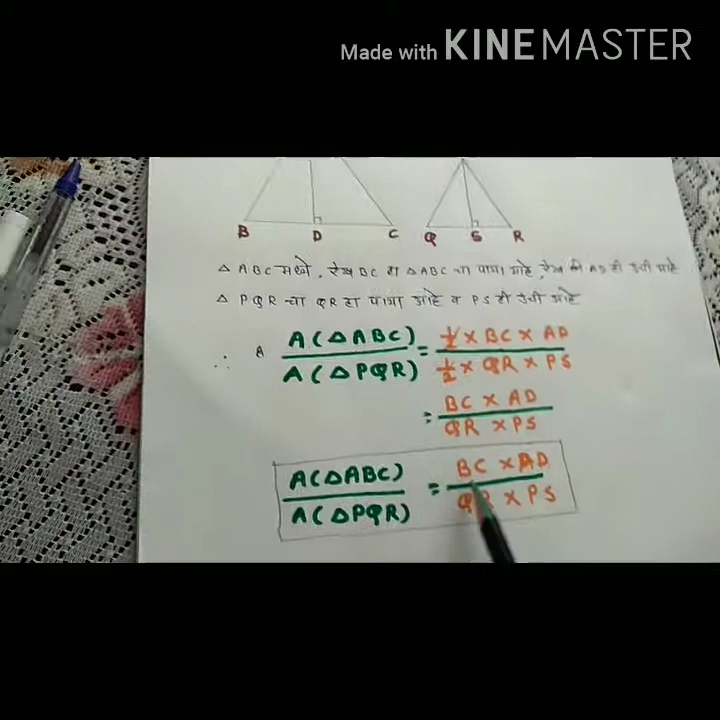 Made with KINEMASTER
B D C Q S R
△ ABC मध्ये, रेख BC हा △ ABC चा पाया आहे, रेख AD ही उंची आहे
△ PQR चा QR हा पाया आहे व PS ही उंची आहे
∴ A A(△ABC)/A(△PQR) = ½ × BC × AD/½ × QR × PS
= BC × AD/QR × PS
A(△ABC)/A(△PQR) = BC × AD/QR × PS